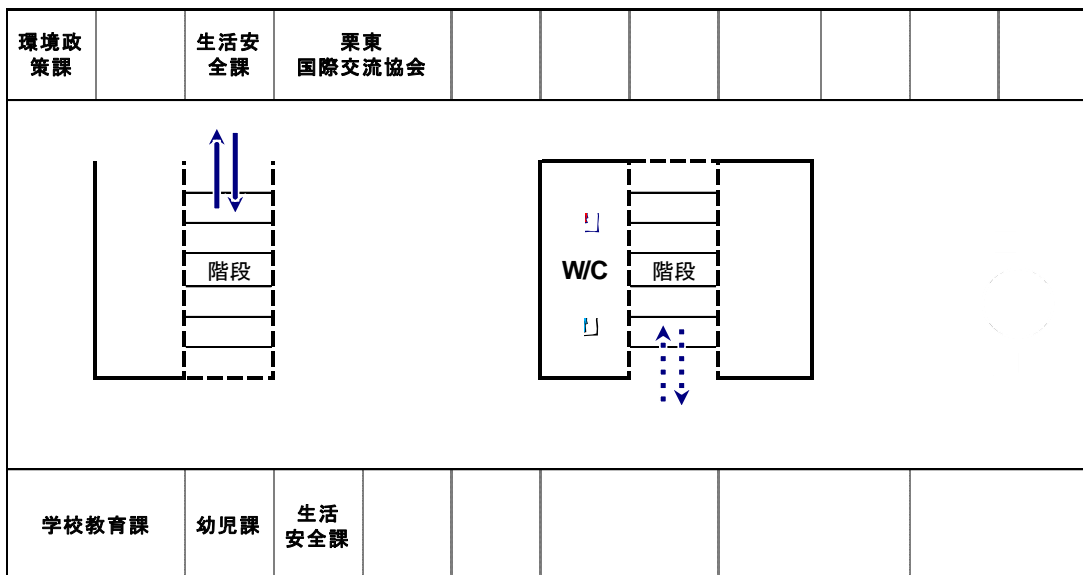 環境政
策課
生活安
全課
栗東
国際交流協会
階段
W/C
階段
学校教育課
幼児課
生活
安全課